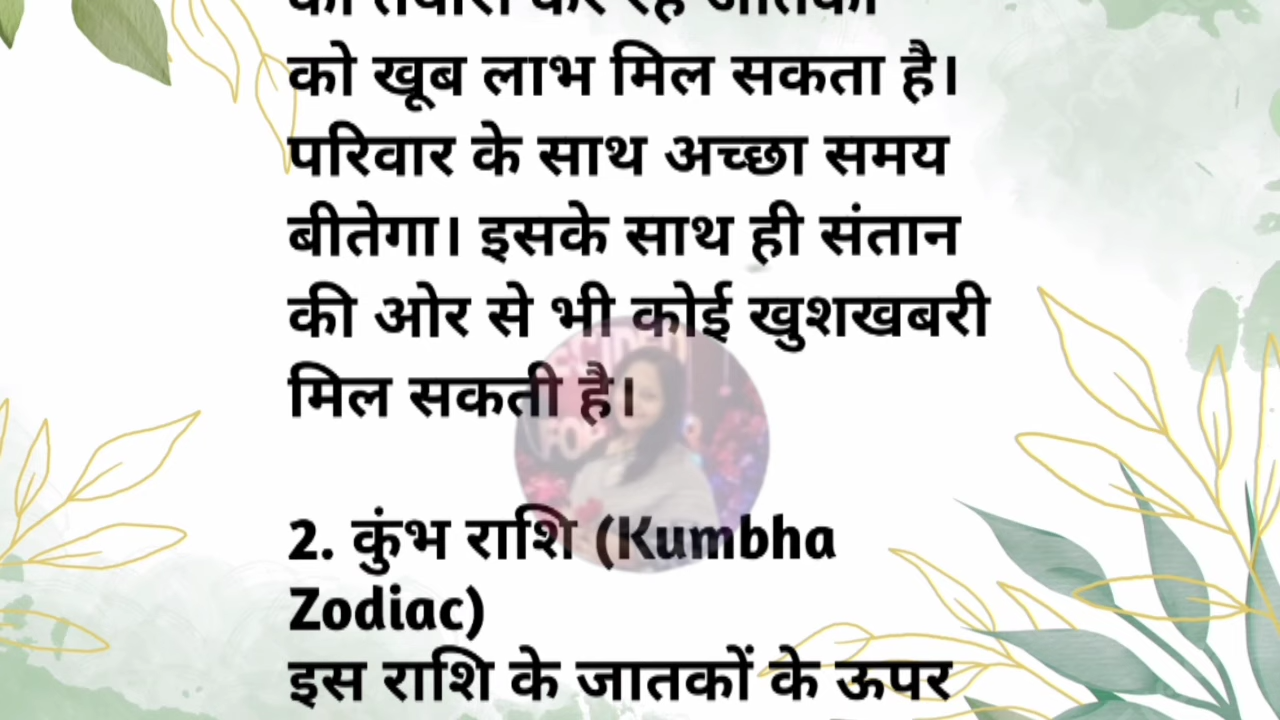 को खूब लाभ मिल सकता है।
परिवार के साथ अच्छा समय
बीतेगा। इसके साथ ही संतान
की ओर से भी कोई खुशखबरी
मिल सकती है।
2. कुंभ राशि (Kumbha
Zodiac)
इस राशि के जातकों के ऊपर